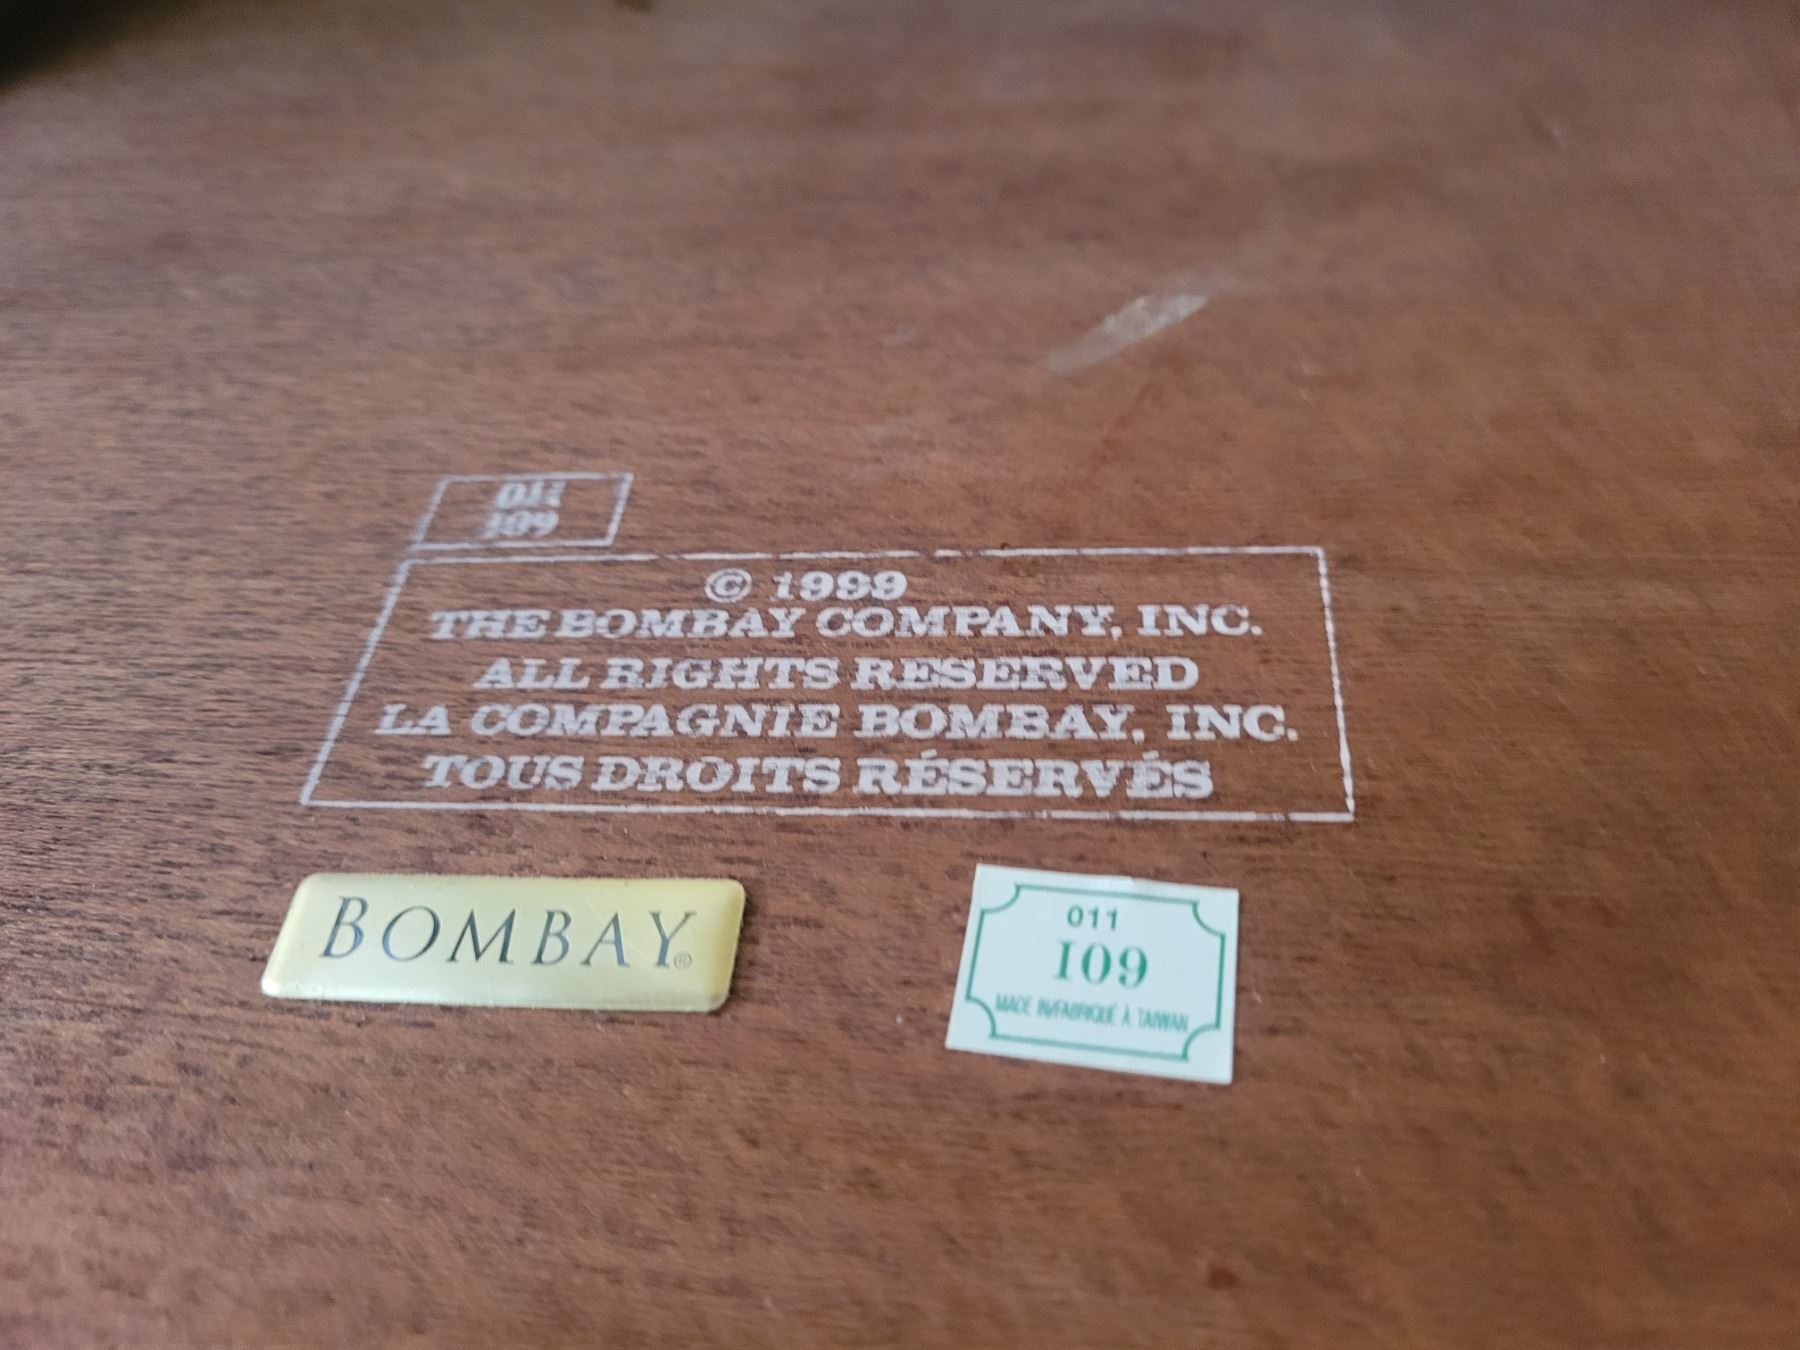 011
109
© 1999
THE BOMBAY COMPANY, INC.
ALL RIGHTS RESERVED
LA COMPAGNIE BOMBAY, INC.
TOUS DROITS RÉSERVÉS
BOMBAY®
011
I09
MADE IN/FABRIQUÉ À TAIWAN